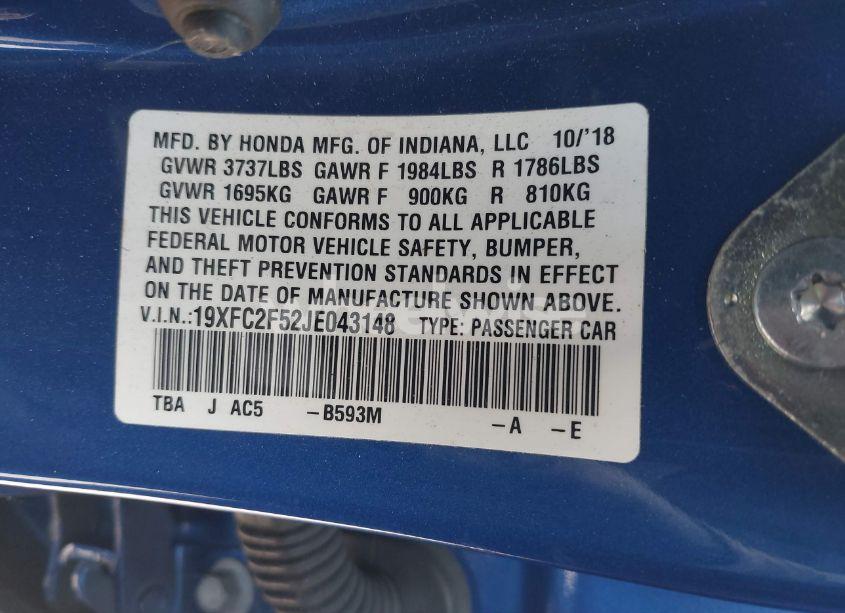 MFD. BY HONDA MFG. OF INDIANA, LLC 10/'18
GVWR 3737LBS GAWR F 1984LBS R 1786LBS
GVWR 1695KG GAWR F 900KG R 810KG
THIS VEHICLE CONFORMS TO ALL APPLICABLE
FEDERAL MOTOR VEHICLE SAFETY, BUMPER,
AND THEFT PREVENTION STANDARDS IN EFFECT
ON THE DATE OF MANUFACTURE SHOWN ABOVE.
V.I.N.:19XFC2F52JE043148 TYPE: PASSENGER CAR
TBA J AC5 -B593M -A -E